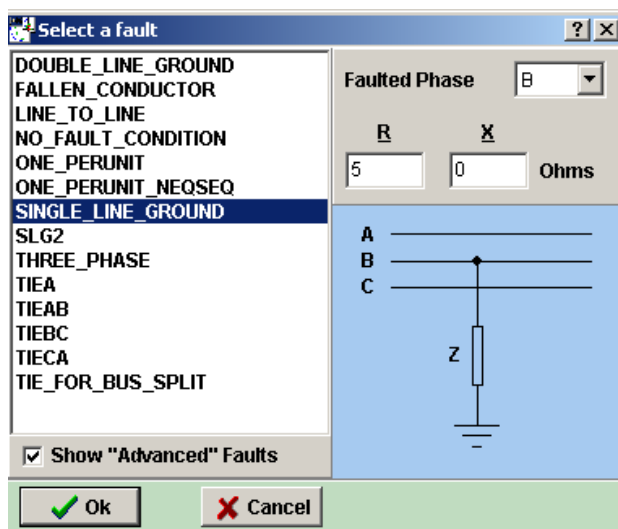 Select a fault
DOUBLE_LINE_GROUND
FALLEN_CONDUCTOR
LINE_TO_LINE
NO_FAULT_CONDITION
ONE_PERUNIT
ONE_PERUNIT_NEQSEQ
SINGLE_LINE_GROUND
SLG2
THREE_PHASE
TIEA
TIEAB
TIEBC
TIECA
TIE_FOR_BUS_SPLIT
Show "Advanced" Faults
Faulted Phase B
R X
5 0 Ohms
A
B
C
Z
Ok Cancel